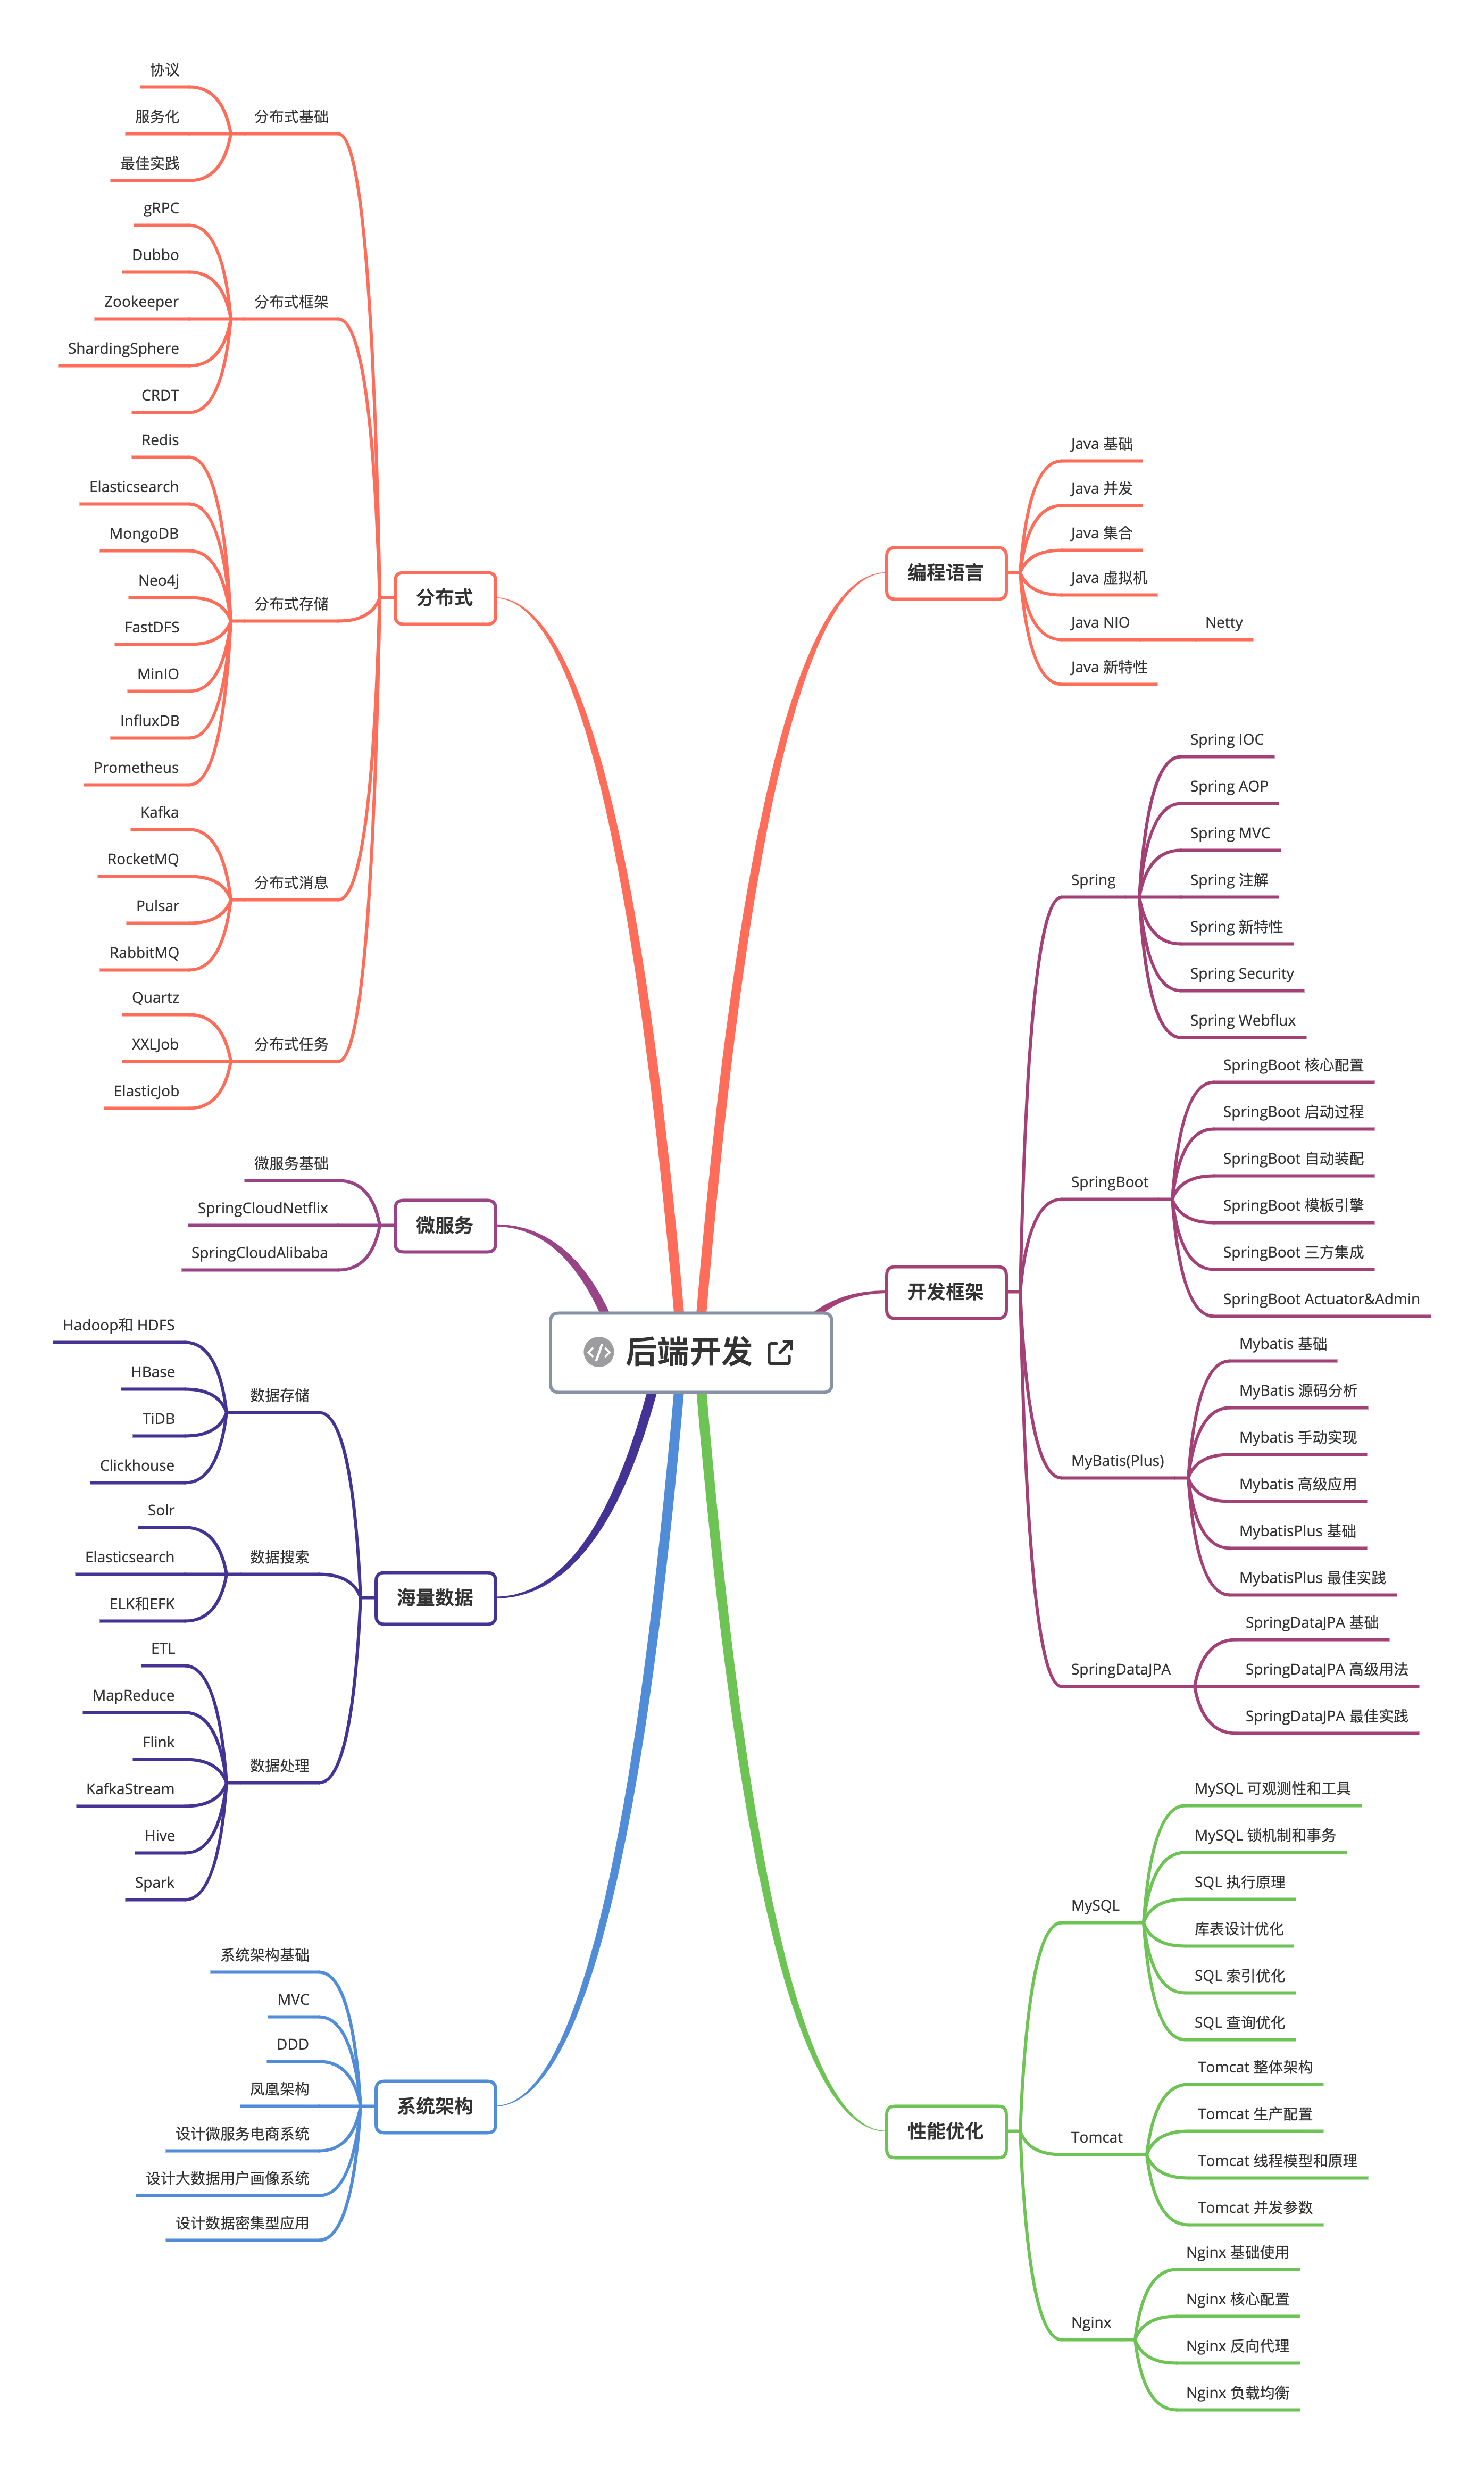 后端开发
编程语言
Java 基础
Java 并发
Java 集合
Java 虚拟机
Java NIO
Netty
Java 新特性
开发框架
Spring
Spring IOC
Spring AOP
Spring MVC
Spring 注解
Spring 新特性
Spring Security
Spring Webflux
SpringBoot
SpringBoot 核心配置
SpringBoot 启动过程
SpringBoot 自动装配
SpringBoot 模板引擎
SpringBoot 三方集成
SpringBoot Actuator&Admin
MyBatis(Plus)
Mybatis 基础
MyBatis 源码分析
Mybatis 手动实现
Mybatis 高级应用
MybatisPlus 基础
MybatisPlus 最佳实践
SpringDataJPA
SpringDataJPA 基础
SpringDataJPA 高级用法
SpringDataJPA 最佳实践
性能优化
MySQL
MySQL 可观测性和工具
MySQL 锁机制和事务
SQL 执行原理
库表设计优化
SQL 索引优化
SQL 查询优化
Tomcat
Tomcat 整体架构
Tomcat 生产配置
Tomcat 线程模型和原理
Tomcat 并发参数
Nginx
Nginx 基础使用
Nginx 核心配置
Nginx 反向代理
Nginx 负载均衡
分布式
分布式基础
协议
服务化
最佳实践
分布式框架
gRPC
Dubbo
Zookeeper
ShardingSphere
CRDT
分布式存储
Redis
Elasticsearch
MongoDB
Neo4j
FastDFS
MinIO
InfluxDB
Prometheus
分布式消息
Kafka
RocketMQ
Pulsar
RabbitMQ
分布式任务
Quartz
XXLJob
ElasticJob
微服务
微服务基础
SpringCloudNetflix
SpringCloudAlibaba
海量数据
数据存储
Hadoop和 HDFS
HBase
TiDB
Clickhouse
数据搜索
Solr
Elasticsearch
ELK和EFK
数据处理
ETL
MapReduce
Flink
KafkaStream
Hive
Spark
系统架构
系统架构基础
MVC
DDD
凤凰架构
设计微服务电商系统
设计大数据用户画像系统
设计数据密集型应用